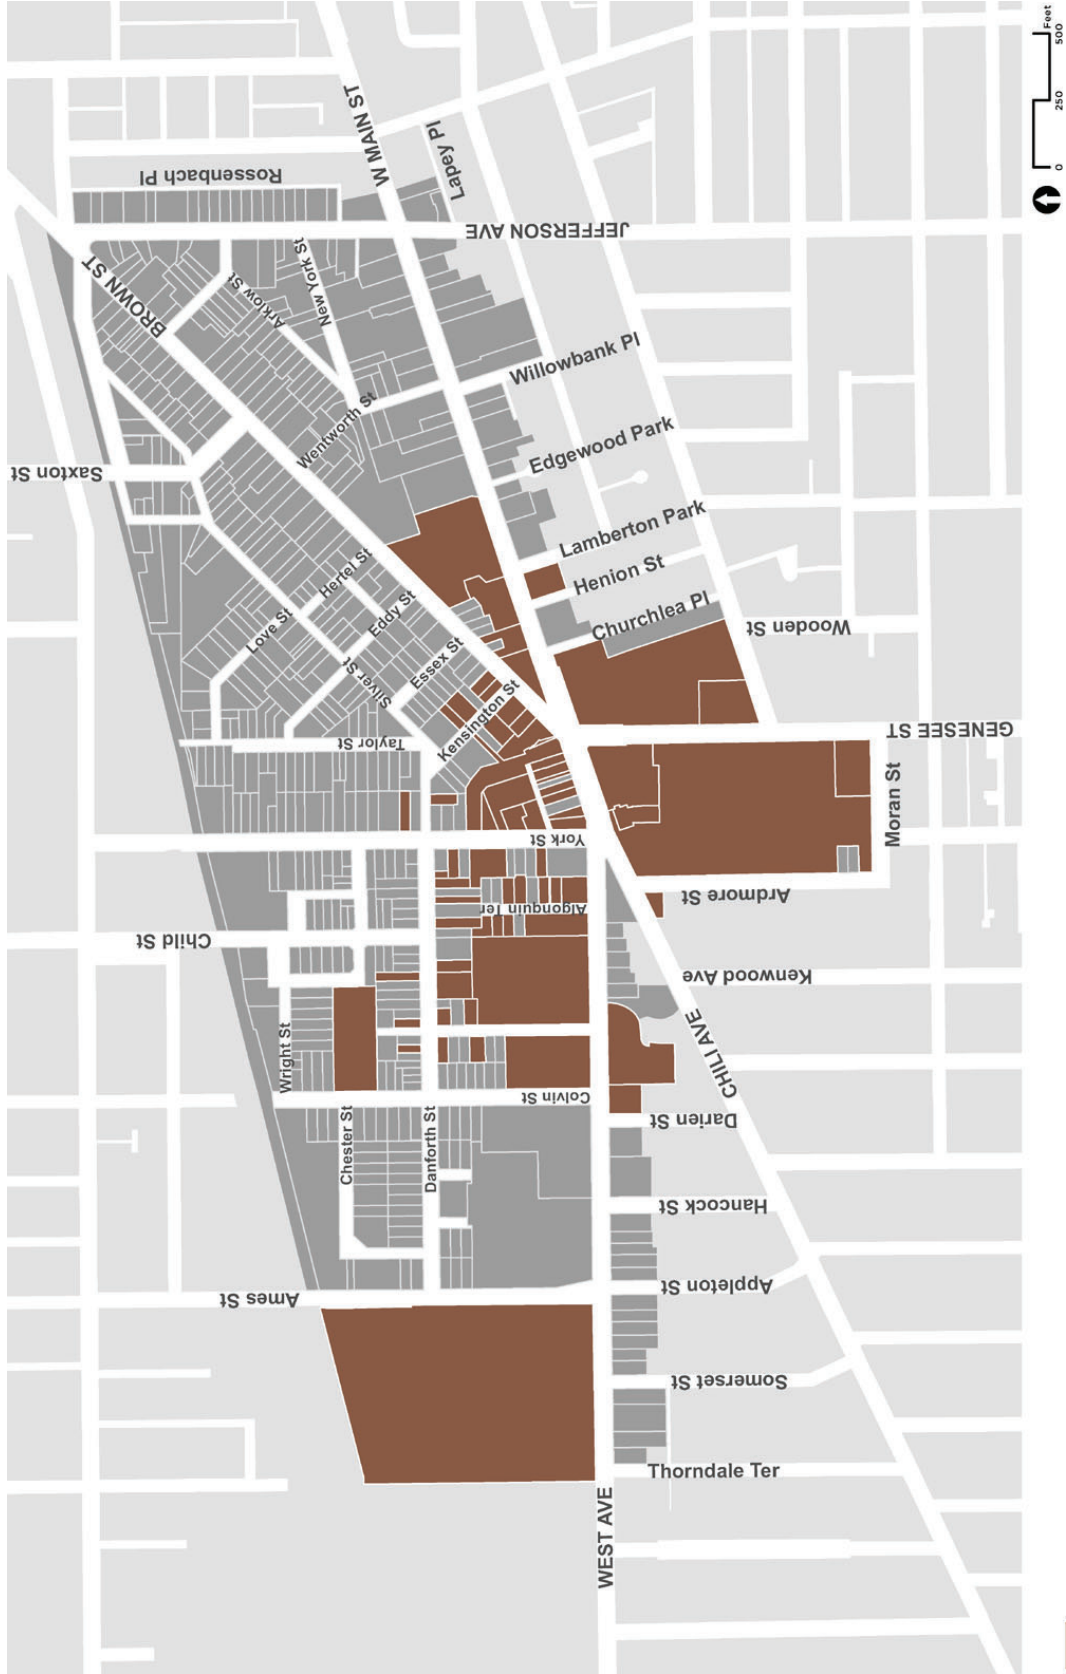 W MAIN ST
Lapey Pl
Rossenbach Pl
JEFFERSON AVE
BROWN ST
New York St
Arklow St
Willowbank Pl
Wentworth St
Edgewood Park
Saxton St
Lamberton Park
Henion St
Hertel St
Churchlea Pl
Love St
Eddy St
Wooden St
Essex St
Silver St
Kensington St
Taylor St
GENESEE ST
Moran St
York St
Ardmore St
Algonquin Ter
Child St
Kenwood Ave
Wright St
CHILI AVE
Colvin St
Darien St
Chester St
Danforth St
Hancock St
Appleton St
Ames St
Somerset St
Thorndale Ter
WEST AVE
0 250 500
Feet